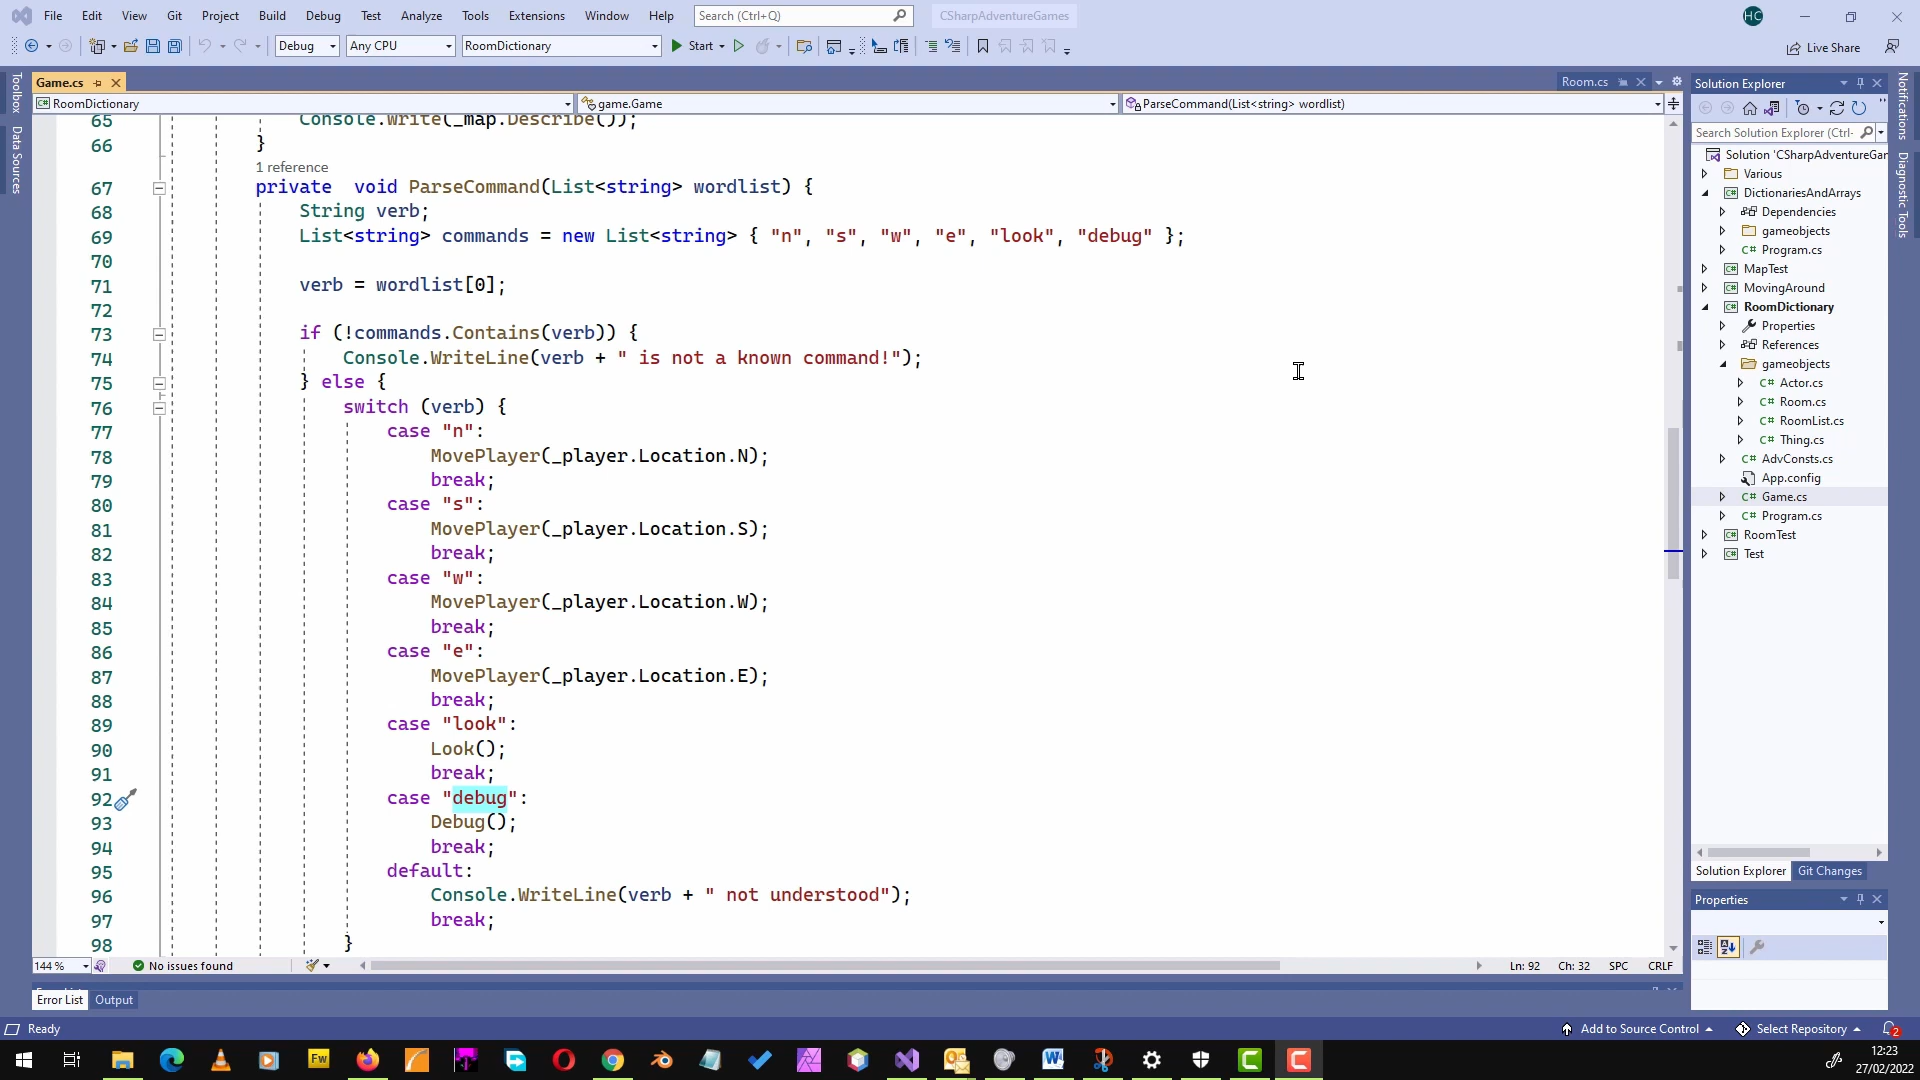 File Edit View Git Project Build Debug Test Analyze Tools Extensions Window Help Search (Ctrl+Q) CSharpAdventureGames HC
Debug Any CPU RoomDictionary Start Live Share
Toolbox
Data Sources
Game.cs Room.cs
RoomDictionary game.Game ParseCommand(List<string> wordlist)
65 Console.Write(_map.Describe());
66 }
1 reference
67 private void ParseCommand(List<string> wordlist) {
68 String verb;
69 List<string> commands = new List<string> { "n", "s", "w", "e", "look", "debug" };
70
71 verb = wordlist[0];
72
73 if (!commands.Contains(verb)) {
74 Console.WriteLine(verb + " is not a known command!");
75 } else {
76 switch (verb) {
77 case "n":
78 MovePlayer(_player.Location.N);
79 break;
80 case "s":
81 MovePlayer(_player.Location.S);
82 break;
83 case "w":
84 MovePlayer(_player.Location.W);
85 break;
86 case "e":
87 MovePlayer(_player.Location.E);
88 break;
89 case "look":
90 Look();
91 break;
92 case "debug":
93 Debug();
94 break;
95 default:
96 Console.WriteLine(verb + " not understood");
97 break;
98 }
144 % No issues found Ln: 92 Ch: 32 SPC CRLF
Error List Output
Solution Explorer
Search Solution Explorer (Ctrl-
Solution 'CSharpAdventureGar
Various
DictionariesAndArrays
Dependencies
gameobjects
Program.cs
MapTest
MovingAround
RoomDictionary
Properties
References
gameobjects
Actor.cs
Room.cs
RoomList.cs
Thing.cs
AdvConsts.cs
App.config
Game.cs
Program.cs
RoomTest
Test
Solution Explorer Git Changes
Properties
Notifications
Diagnostic Tools
Ready Add to Source Control Select Repository 2
Fw
12:23
27/02/2022